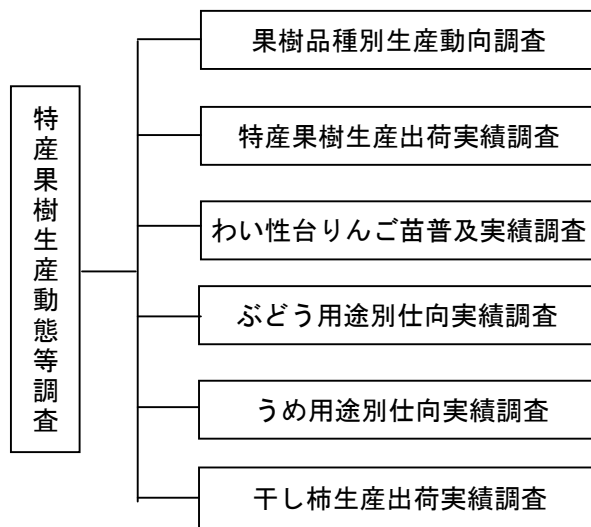 特産果樹生産動態等調査
果樹品種別生産動向調査
特産果樹生産出荷実績調査
わい性台りんご苗普及実績調査
ぶどう用途別仕向実績調査
うめ用途別仕向実績調査
干し柿生産出荷実績調査